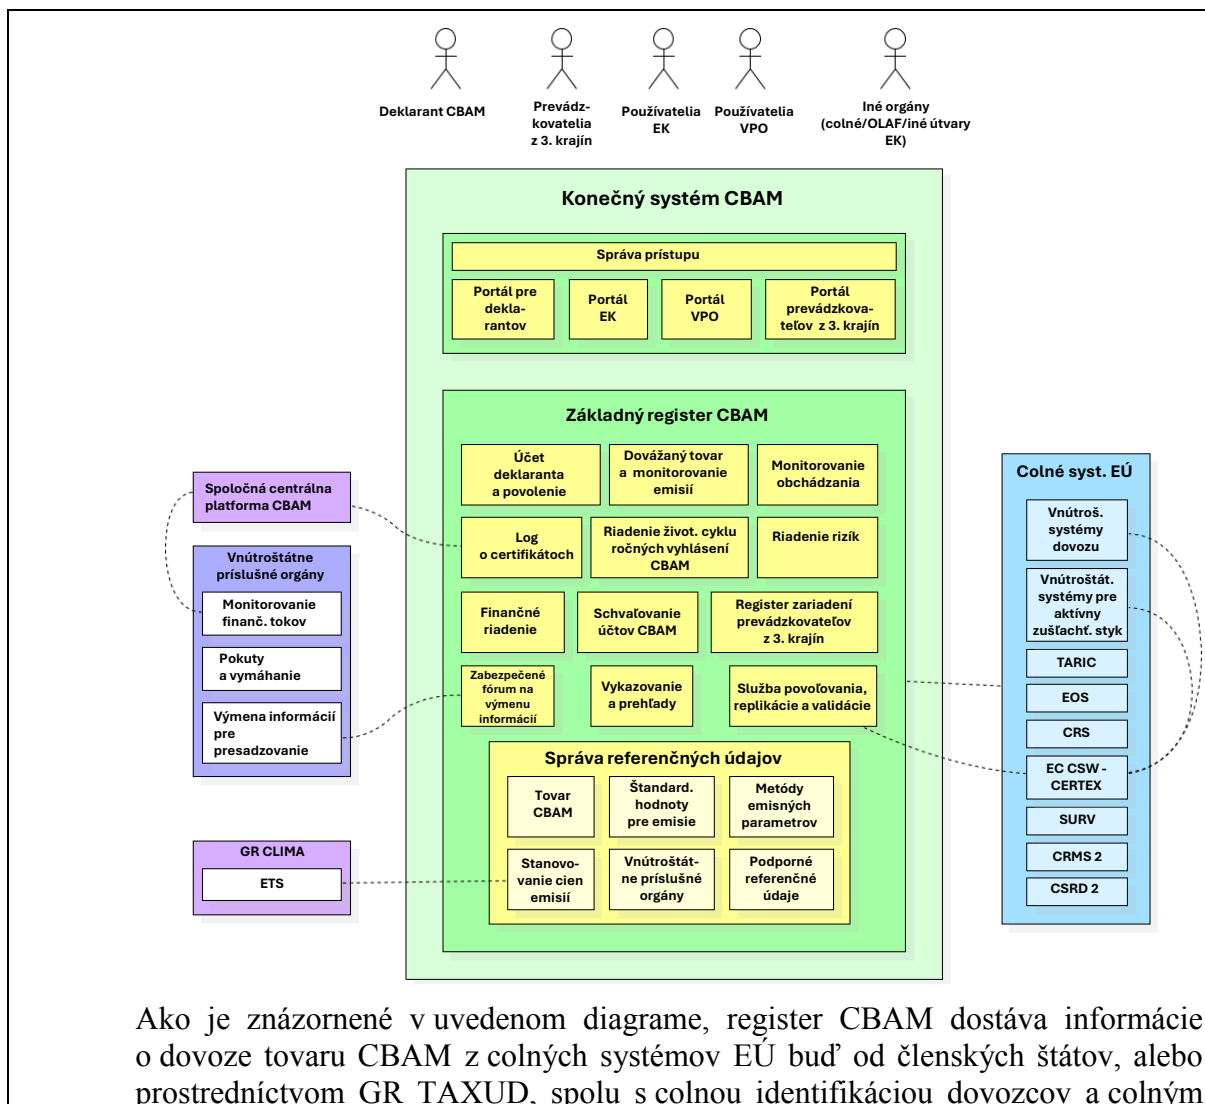 Deklarant CBAM
Prevádz-
kovatelia
z 3. krajín
Používatelia
EK
Používatelia
VPO
Iné orgány
(colné/OLAF/iné útvary
EK)
Konečný systém CBAM
Správa prístupu
Portál pre
dekla-
rantov
Portál
EK
Portál
VPO
Portál
prevádzkova-
teľov z 3. krajín
Základný register CBAM
Účet
deklaranta
a povolenie
Dovážaný tovar
a monitorovanie
emisií
Monitorovanie
obchádzania
Log
o certifikátoch
Riadenie život. cyklu
ročných vyhlásení
CBAM
Riadenie rizík
Finančné
riadenie
Schvaľovanie
účtov CBAM
Register zariadení
prevádzkovateľov
z 3. krajín
Zabezpečené
fórum na
výmenu
informácií
Vykazovanie
a prehľady
Služba povoľovania,
replikácie a validácie
Správa referenčných údajov
Tovar
CBAM
Štandard.
hodnoty
pre emisie
Metódy
emisných
parametrov
Stanovo-
vanie cien
emisií
Vnútroštát-
ne príslušné
orgány
Podporné
referenčné
údaje
Spoločná centrálna
platforma CBAM
Vnútroštátne
príslušné orgány
Monitorovanie
finanč. tokov
Pokuty
a vymáhanie
Výmena informácií
pre
presadzovanie
GR CLIMA
ETS
Colné syst. EÚ
Vnútroš.
systémy
dovozu
Vnútroštát.
systémy pre
aktívny
zušľachť. styk
TARIC
EOS
CRS
EC CSW -
CERTEX
SURV
CRMS 2
CSRD 2
Ako je znázornené v uvedenom diagrame, register CBAM dostáva informácie
o dovoze tovaru CBAM z colných systémov EÚ buď od členských štátov, alebo
prostredníctvom GR TAXUD, spolu s colnou identifikáciou dovozcov a colným